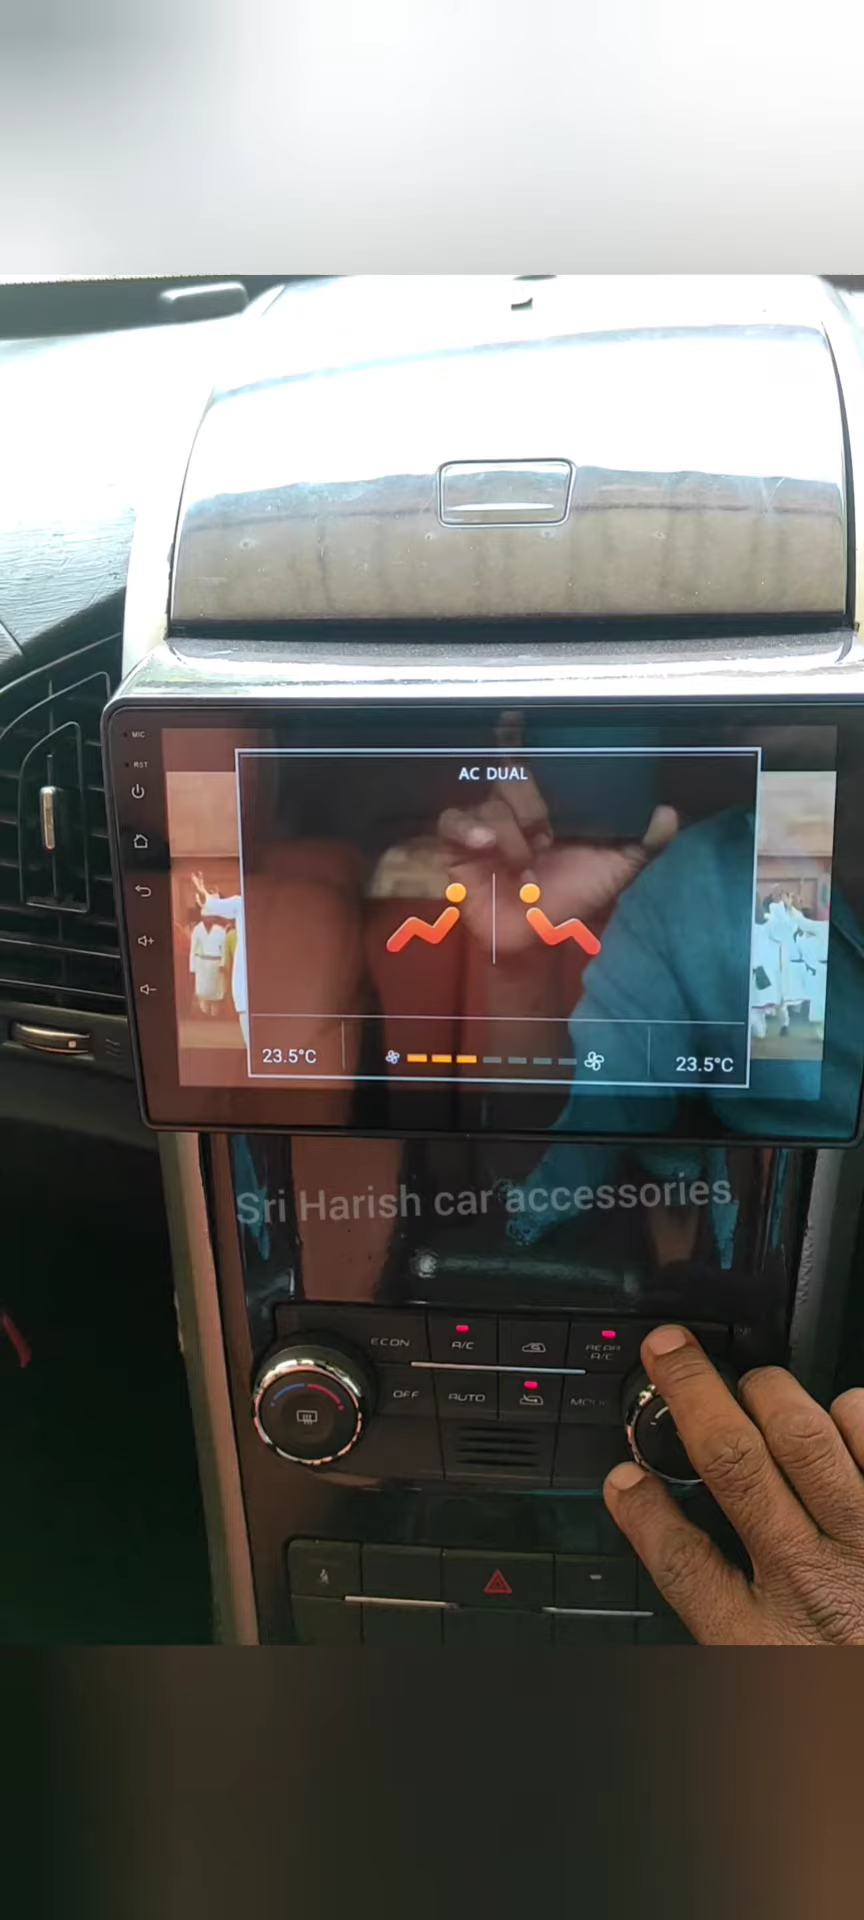 MIC
RST
AC DUAL
23.5°C
23.5°C
Sri Harish car accessories
ECON
A/C
REAR
A/C
OFF
AUTO